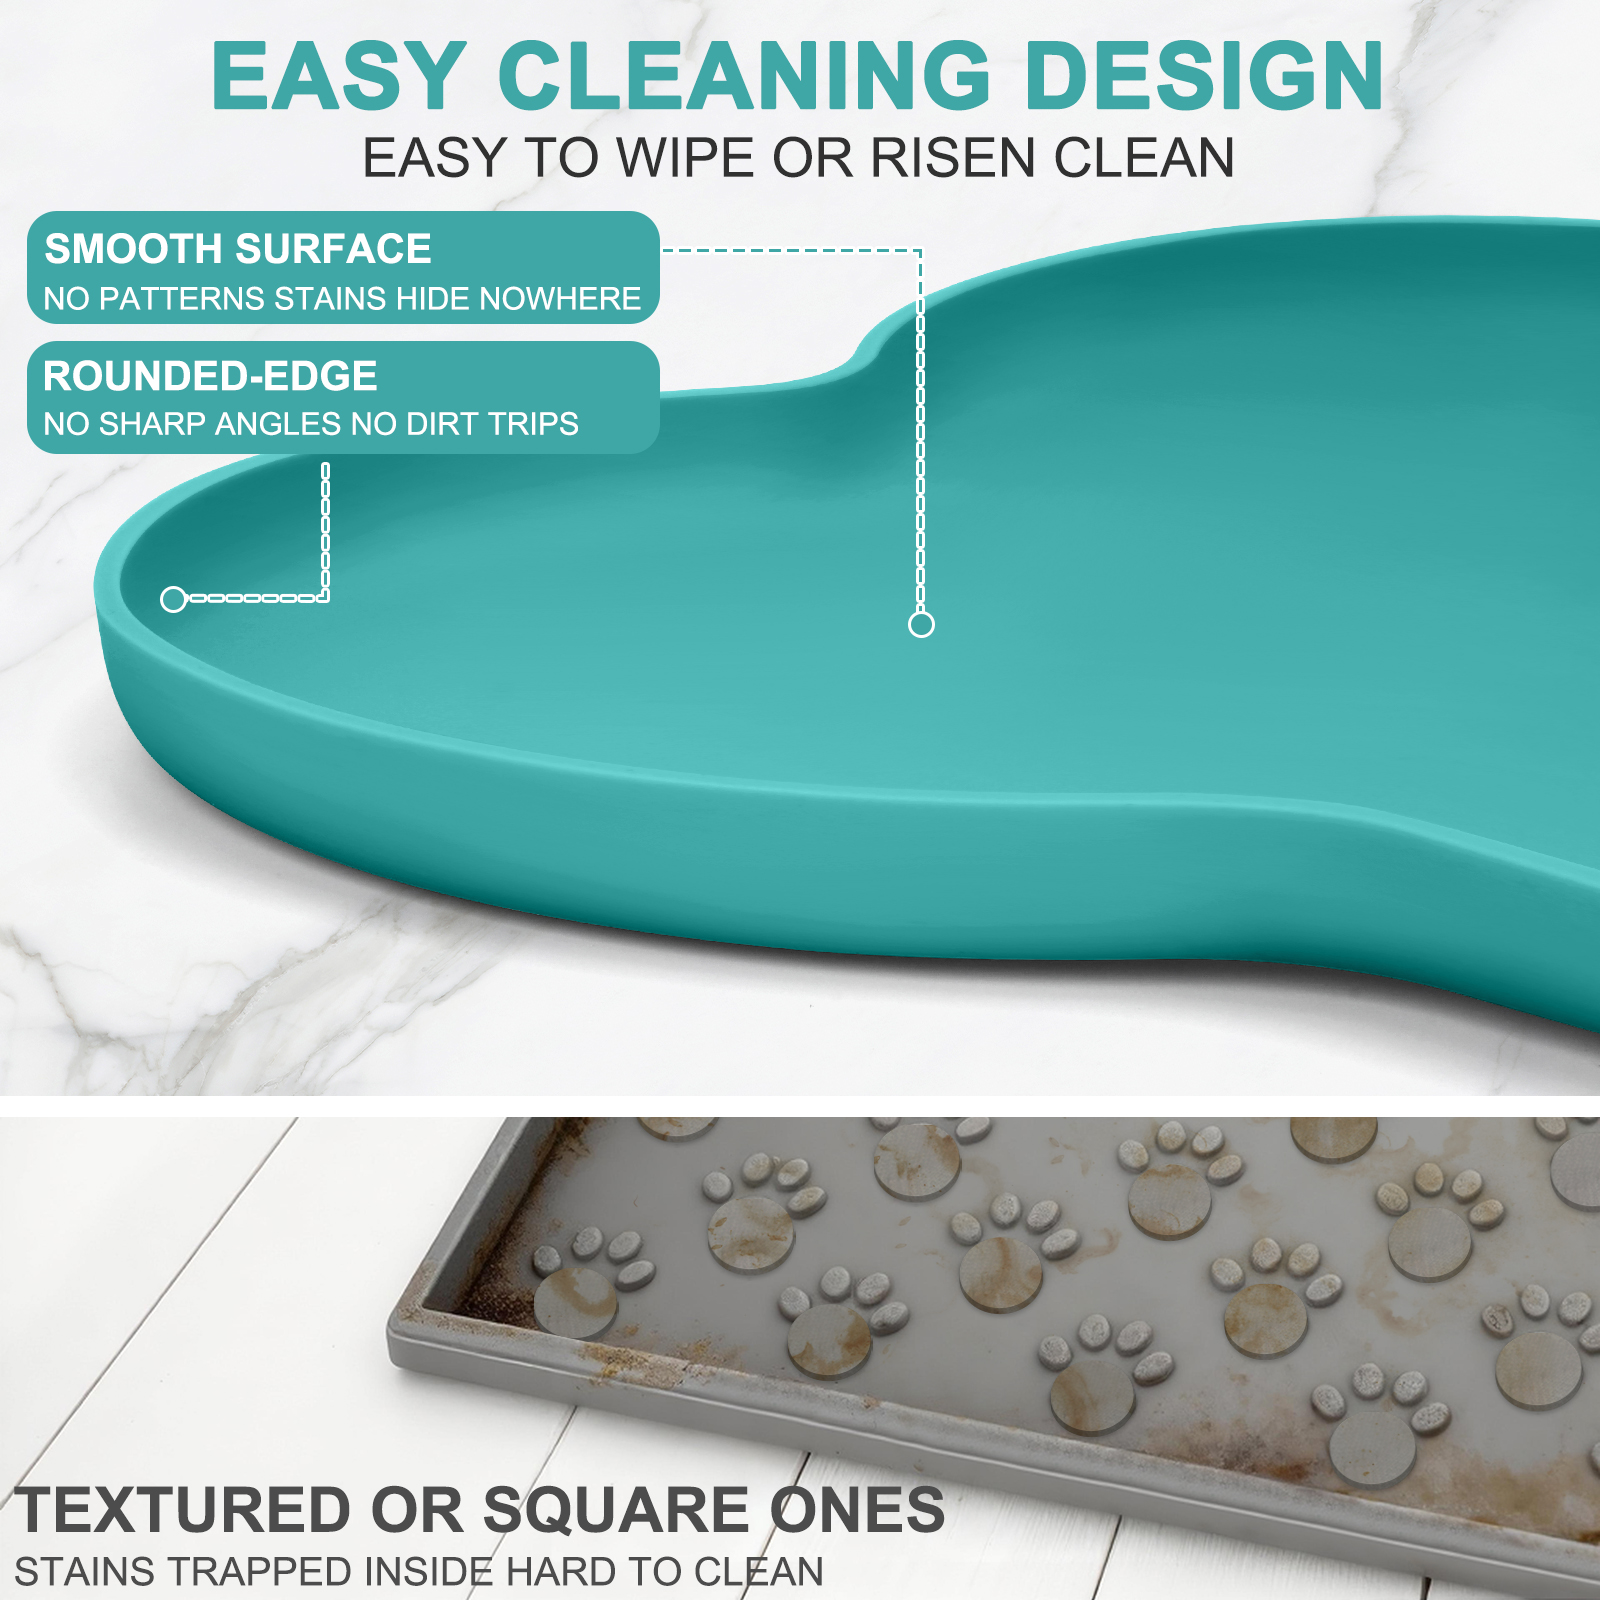 EASY CLEANING DESIGN
EASY TO WIPE OR RISEN CLEAN
SMOOTH SURFACE
NO PATTERNS STAINS HIDE NOWHERE
ROUNDED-EDGE
NO SHARP ANGLES NO DIRT TRIPS
TEXTURED OR SQUARE ONES
STAINS TRAPPED INSIDE HARD TO CLEAN